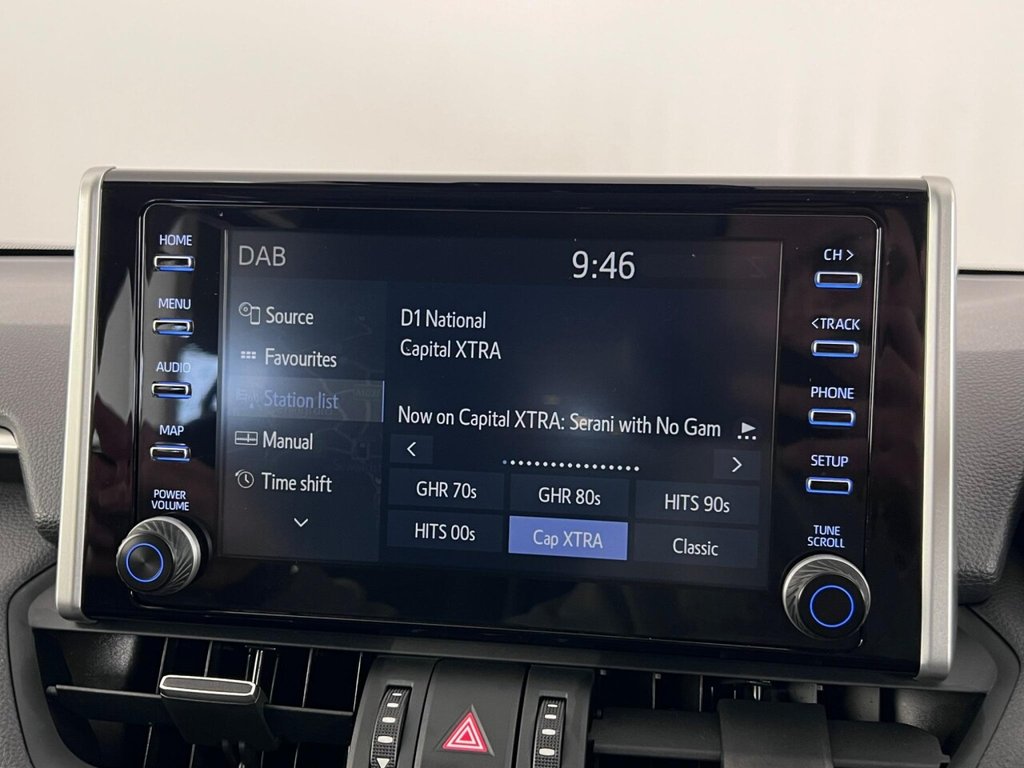 HOME
MENU
AUDIO
MAP
POWER
VOLUME
DAB
9:46
Source
Favourites
Station list
Manual
Time shift
D1 National
Capital XTRA
Now on Capital XTRA: Serani with No Gam
GHR 70s
GHR 80s
HITS 90s
HITS 00s
Cap XTRA
Classic
CH >
< TRACK
PHONE
SETUP
TUNE
SCROLL